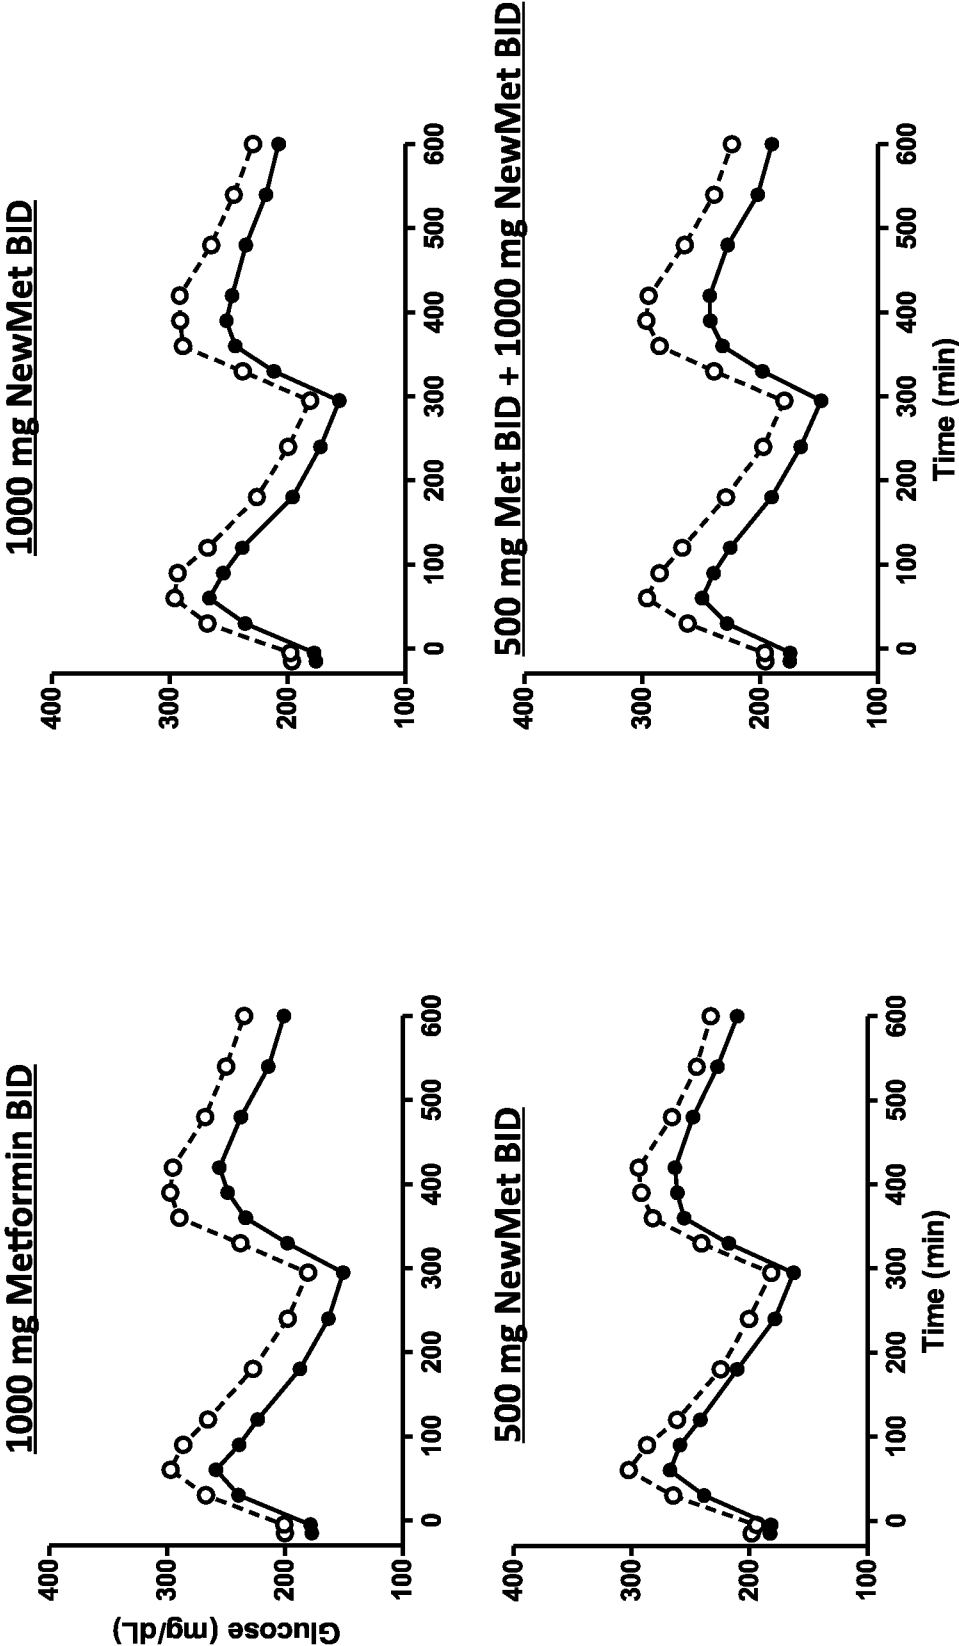 1000 mg Metformin BID
400
300
200
100
Glucose (mg/dL)
0 100 200 300 400 500 600
1000 mg NewMet BID
400
300
200
100
0 100 200 300 400 500 600
500 mg NewMet BID
400
300
200
100
0 100 200 300 400 500 600
Time (min)
500 mg Met BID + 1000 mg NewMet BID
400
300
200
100
0 100 200 300 400 500 600
Time (min)